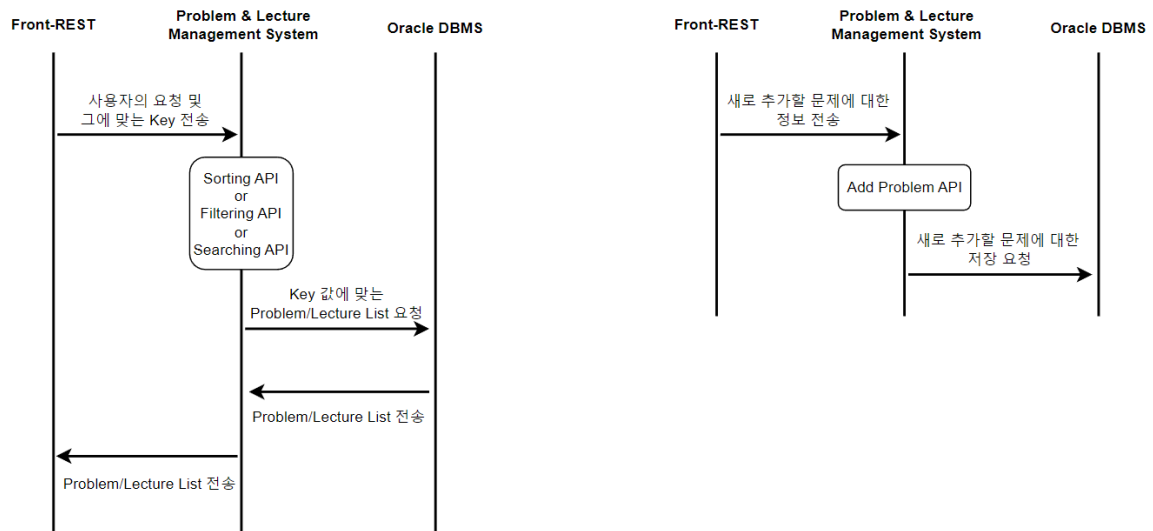 Front-REST
Problem & Lecture
Management System
Oracle DBMS
사용자의 요청 및
그에 맞는 Key 전송
Sorting API
or
Filtering API
or
Searching API
Key 값에 맞는
Problem/Lecture List 요청
Problem/Lecture List 전송
Problem/Lecture List 전송
Front-REST
Problem & Lecture
Management System
Oracle DBMS
새로 추가할 문제에 대한
정보 전송
Add Problem API
새로 추가할 문제에 대한
저장 요청